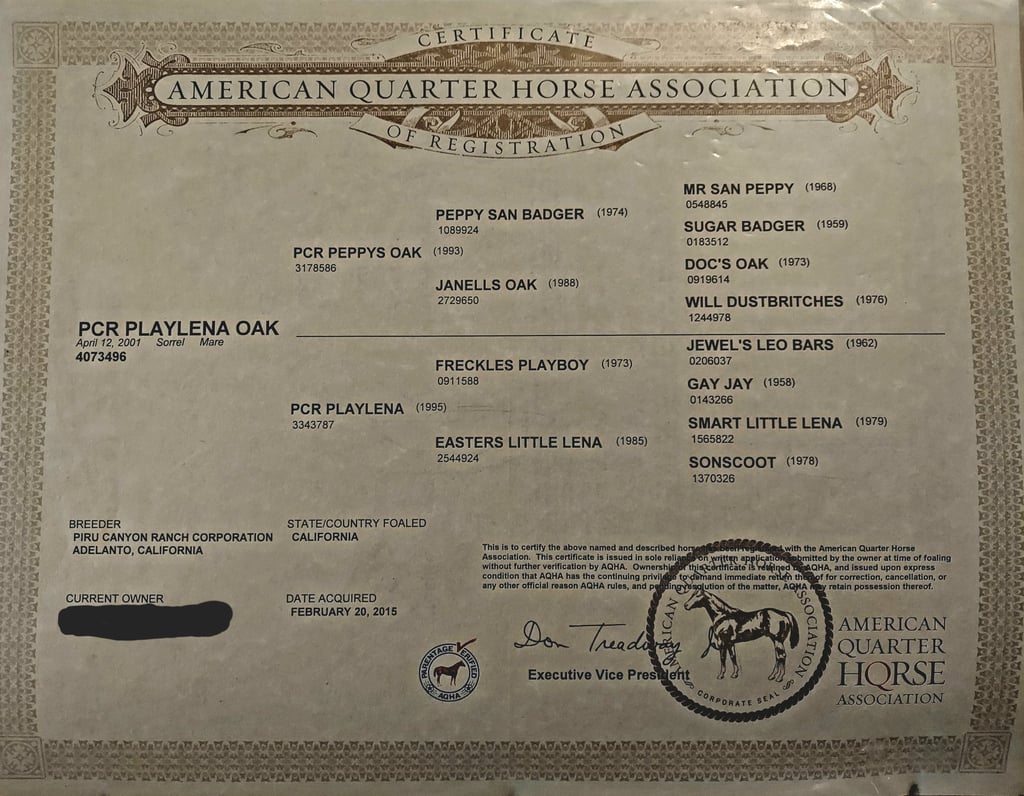 CERTIFICATE
AMERICAN QUARTER HORSE ASSOCIATION
OF REGISTRATION
MR SAN PEPPY (1968)
0548845
PEPPY SAN BADGER (1974)
1089924
SUGAR BADGER (1959)
0183512
PCR PEPPYS OAK (1993)
3178586
DOC'S OAK (1973)
0919614
JANELLS OAK (1988)
2729650
WILL DUSTBRITCHES (1976)
1244978
PCR PLAYLENA OAK
April 12, 2001 Sorrel Mare
4073496
JEWEL'S LEO BARS (1962)
0206037
FRECKLES PLAYBOY (1973)
0911588
GAY JAY (1958)
0143266
PCR PLAYLENA (1995)
3343787
SMART LITTLE LENA (1979)
1565822
EASTERS LITTLE LENA (1985)
2544924
SONSCOOT (1978)
1370326
BREEDER
PIRU CANYON RANCH CORPORATION
ADELANTO, CALIFORNIA
STATE/COUNTRY FOALED
CALIFORNIA
CURRENT OWNER
DATE ACQUIRED
FEBRUARY 20, 2015
This is to certify the above named and described horse has been registered with the American Quarter Horse
Association. This certificate is issued in sole reliance on written application submitted by the owner at time of foaling
without further verification by AQHA. Ownership of this certificate is retained by AQHA, and issued upon express
condition that AQHA has the continuing privilege to demand immediate return thereof for correction, cancellation, or
any other official reason AQHA rules, and pending resolution of the matter, AQHA may retain possession thereof.
Don Treadway
Executive Vice President
PARENTAGE VERIFIED
AQHA
AMERICAN QUARTER HORSE ASSOCIATION
CORPORATE SEAL
AMERICAN
QUARTER
HORSE
ASSOCIATION